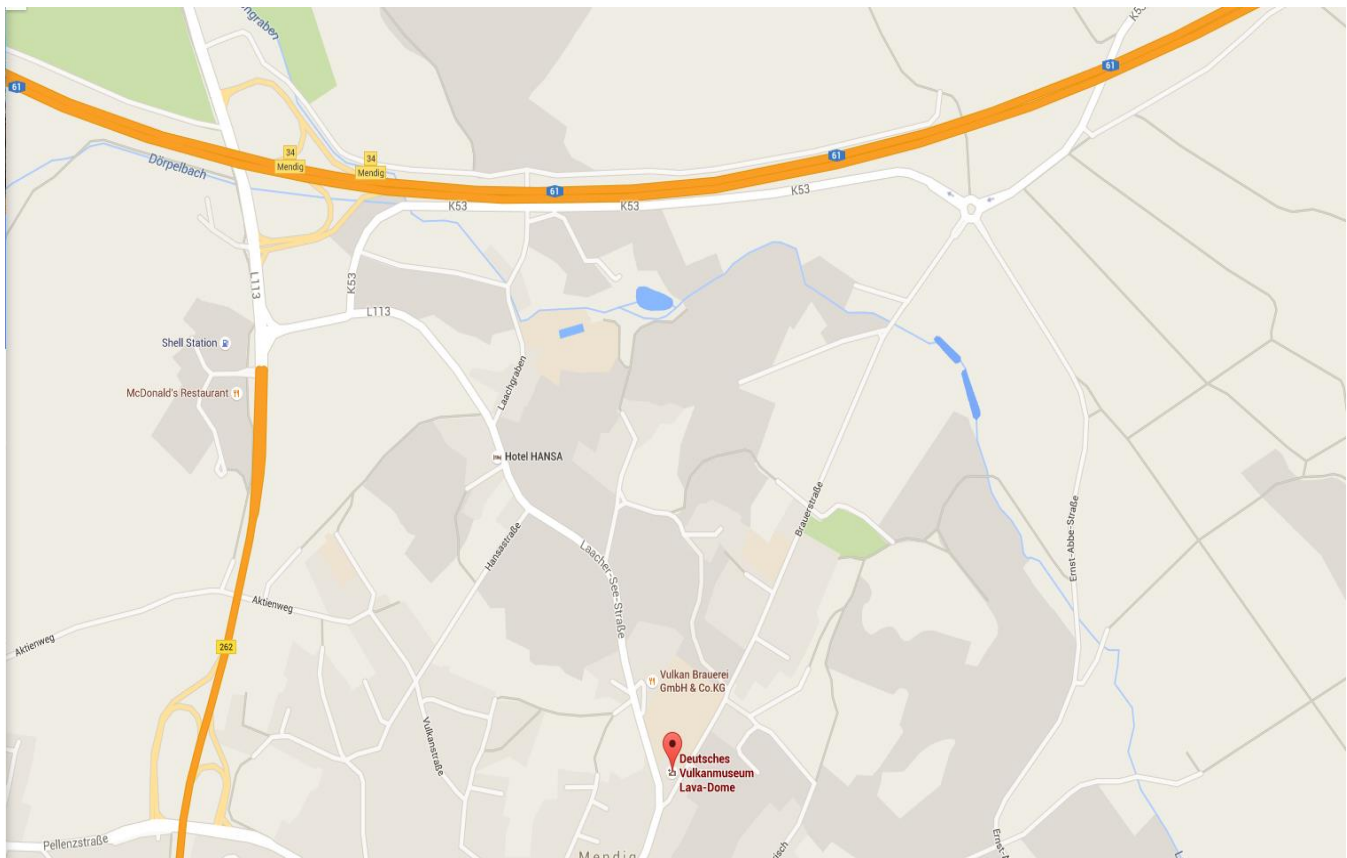 K53
61
61
34
Mendig
34
Mendig
Dörpelbach
61
61
K53
K53
K53
L113
K53
L113
Shell Station
McDonald's Restaurant
Laachgraben
Hotel HANSA
Brauerstraße
Hansastraße
Laacher-See-Straße
Ernst-Abbe-Straße
Aktienweg
Aktienweg
262
Vulkan Brauerei
GmbH & Co.KG
Vulkanstraße
Deutsches
Vulkanmuseum
Lava-Dome
Pellenzstraße
Mendig